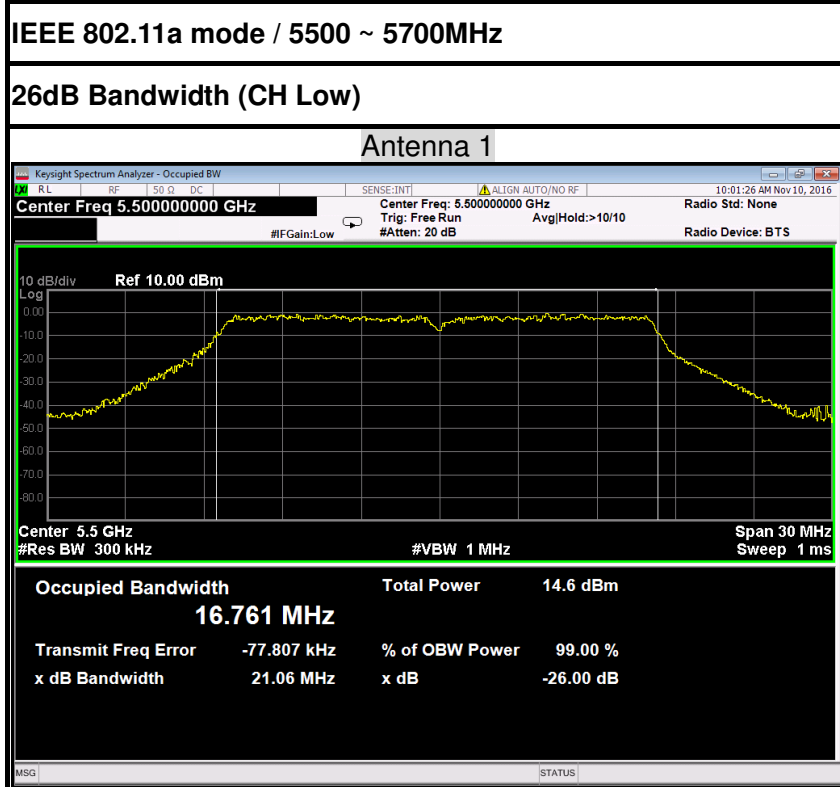 IEEE 802.11a mode / 5500 ~ 5700MHz
26dB Bandwidth (CH Low)
Antenna 1
Keysight Spectrum Analyzer - Occupied BW
LXI RL RF 50 Ω DC SENSE:INT ALIGN AUTO/NO RF 10:01:26 AM Nov 10, 2016
Center Freq 5.500000000 GHz Center Freq: 5.500000000 GHz Radio Std: None
Trig: Free Run Avg|Hold:>10/10
#IFGain:Low #Atten: 20 dB Radio Device: BTS
10 dB/div Ref 10.00 dBm
Log
0.00
-10.0
-20.0
-30.0
-40.0
-50.0
-60.0
-70.0
-80.0
Center 5.5 GHz Span 30 MHz
#Res BW 300 kHz #VBW 1 MHz Sweep 1 ms
Occupied Bandwidth Total Power 14.6 dBm
16.761 MHz
Transmit Freq Error -77.807 kHz % of OBW Power 99.00 %
x dB Bandwidth 21.06 MHz x dB -26.00 dB
MSG STATUS